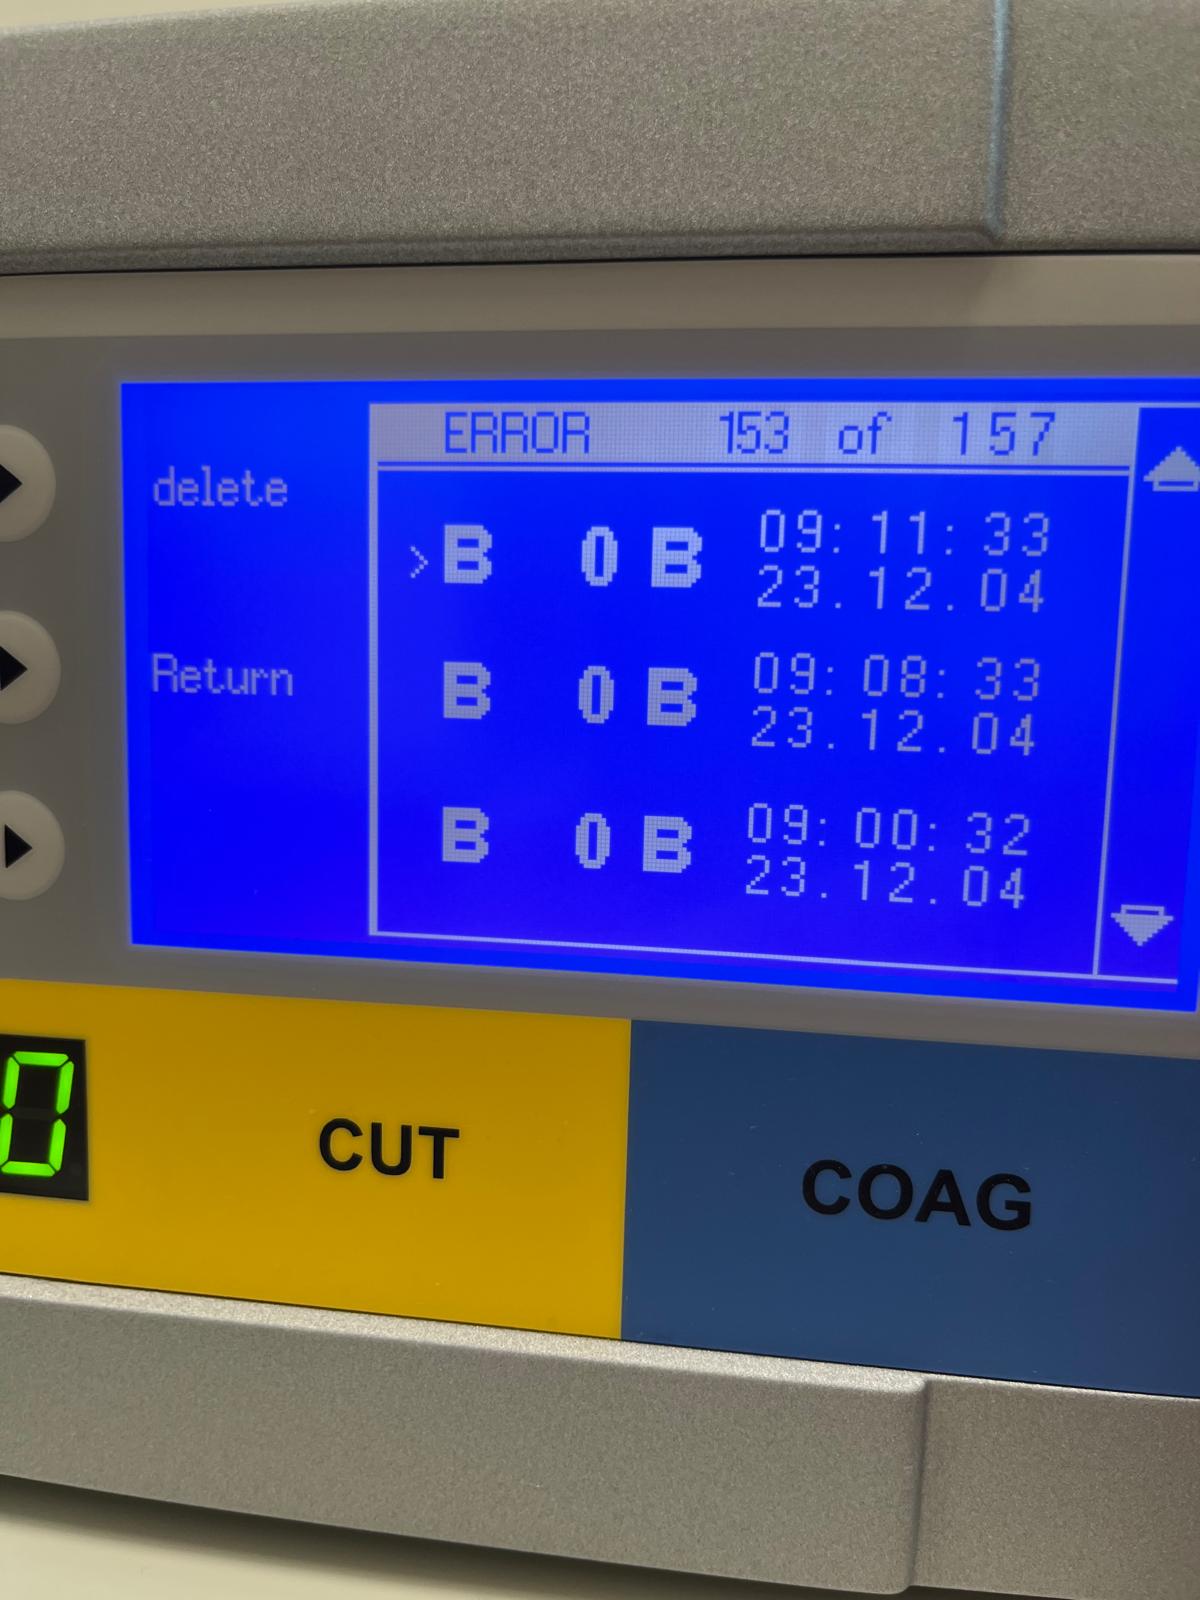 ERROR 153 of 157
delete
>B 0B 09:11:33
23.12.04
Return
B 0B 09:08:33
23.12.04
B 0B 09:00:32
23.12.04
0
CUT
COAG